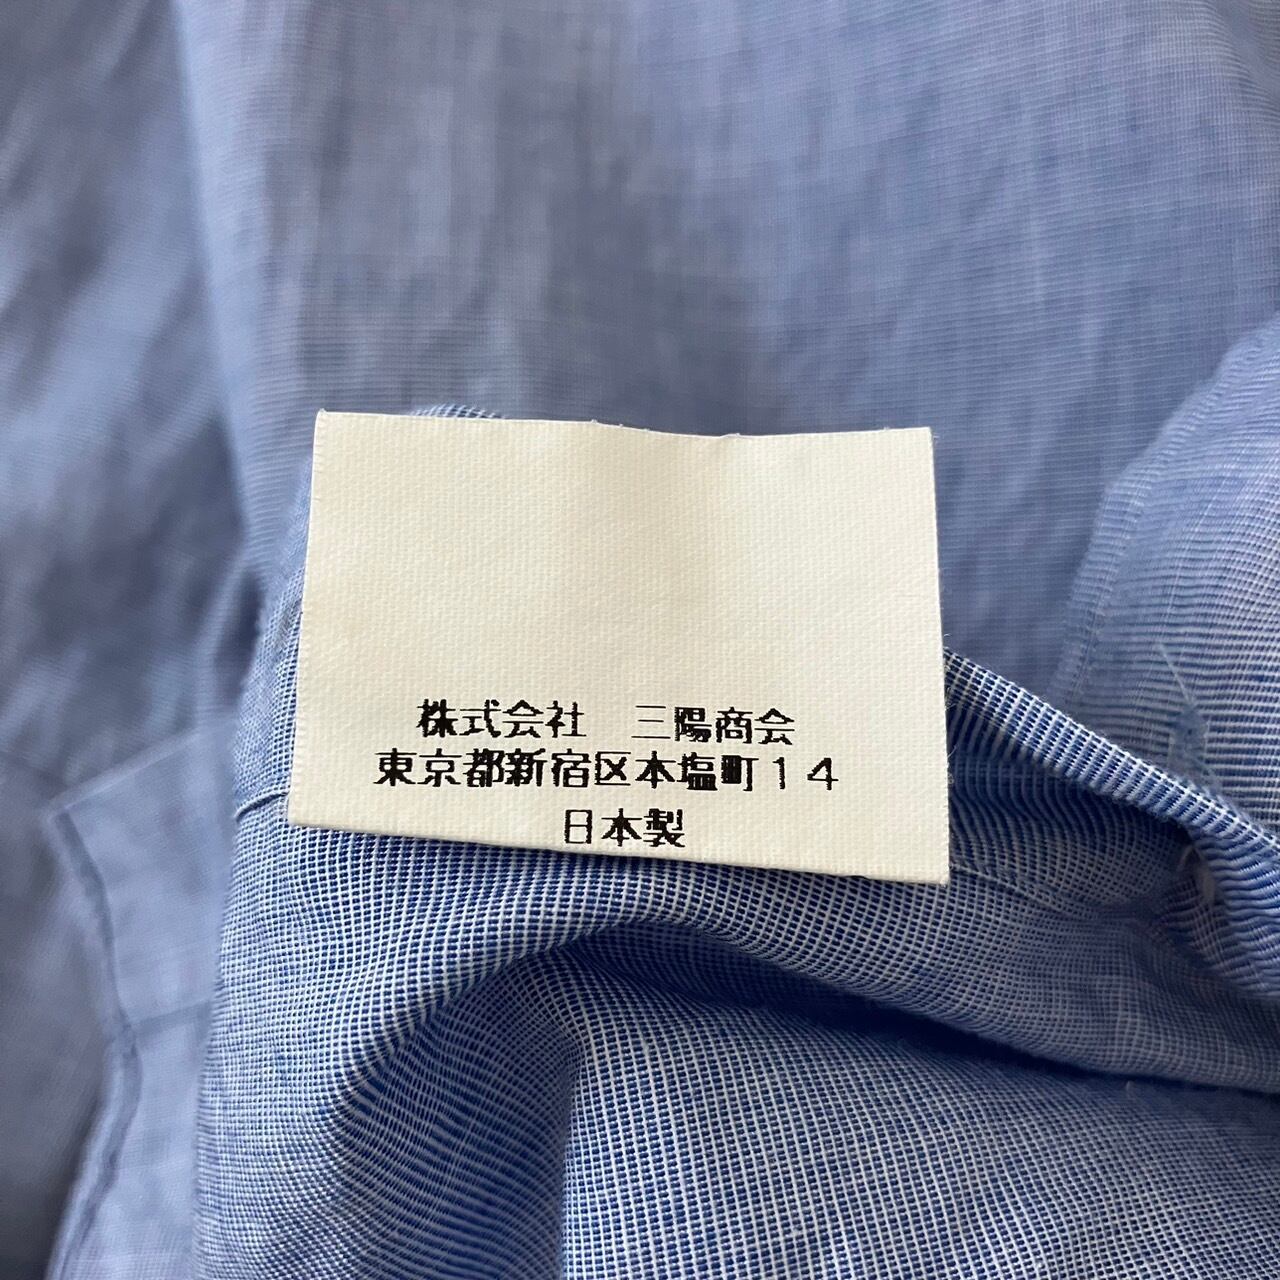 株式会社　三陽商会
東京都新宿区本塩町１４
日本製